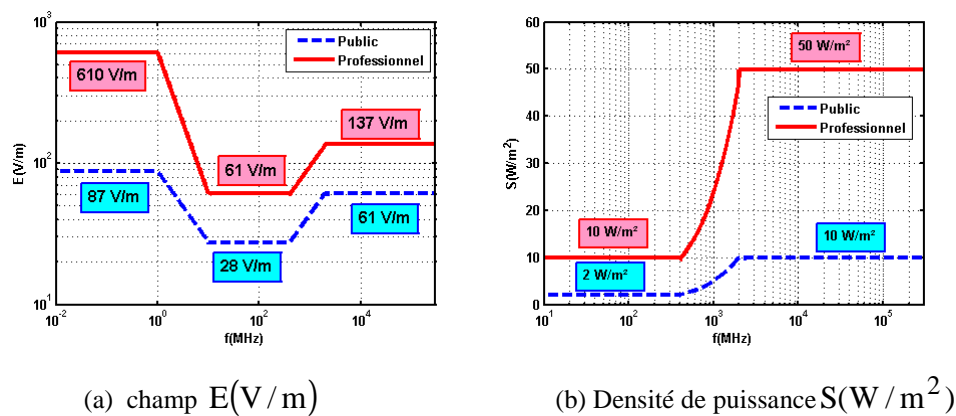 10³
Public
Professionnel
610 V/m
137 V/m
E(V/m)
10²
61 V/m
87 V/m
61 V/m
28 V/m
10¹
10⁻²
10⁰
10²
10⁴
f(MHz)
(a) champ E(V/m)
60
50 W/m²
50
Public
Professionnel
40
S(W/m²)
30
20
10 W/m²
10 W/m²
10
2 W/m²
0
10¹
10²
10³
10⁴
10⁵
f(MHz)
(b) Densité de puissance S(W/m²)